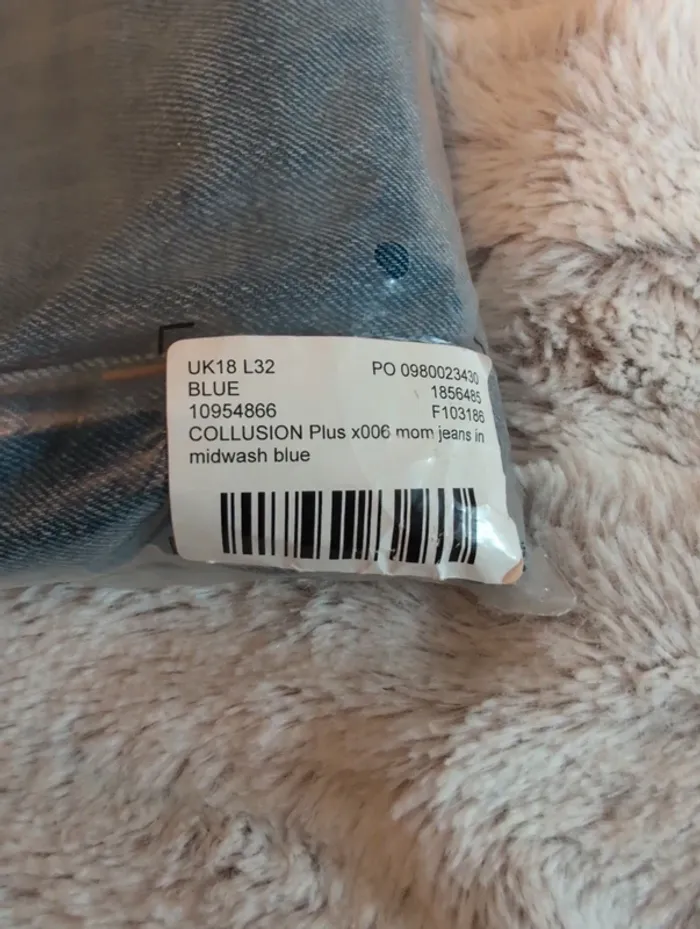 UK18 L32 PO 0980023430
BLUE 1856485
10954866 F103186
COLLUSION Plus x006 mom jeans in
midwash blue